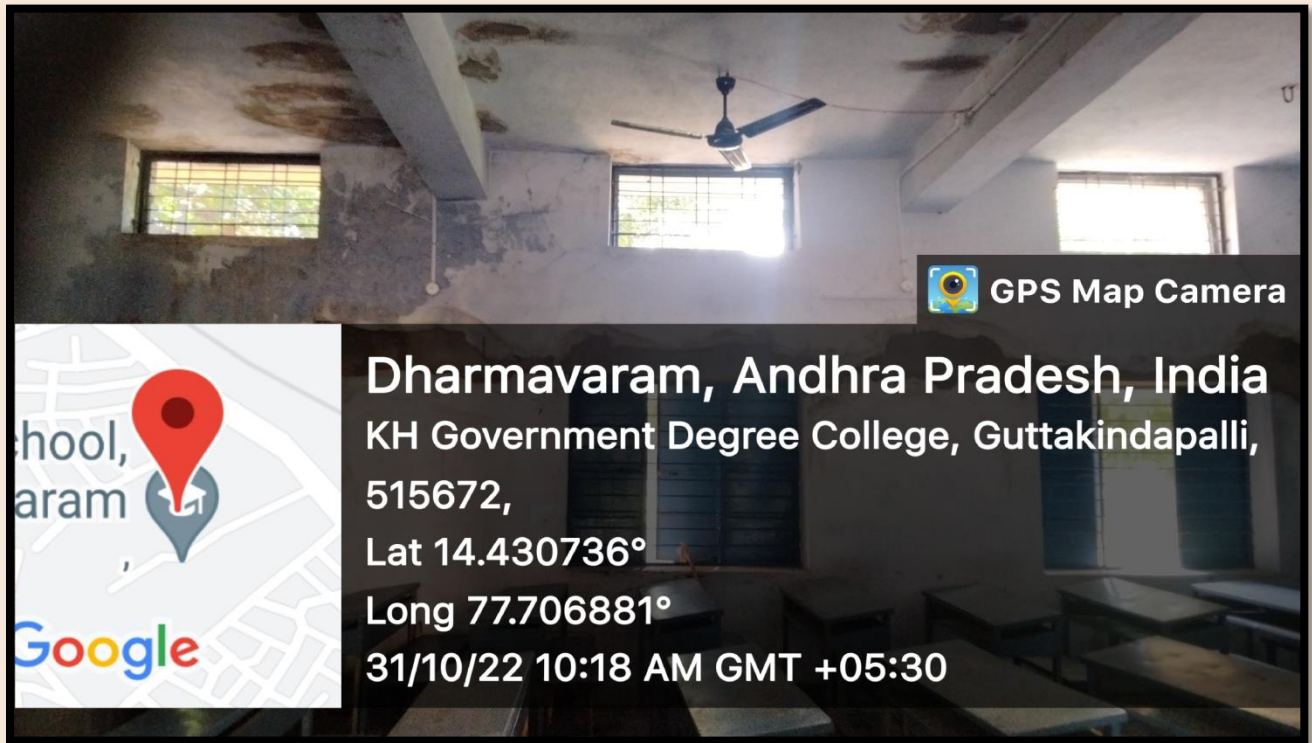 GPS Map Camera
Dharmavaram, Andhra Pradesh, India
KH Government Degree College, Guttakindapalli,
515672,
Lat 14.430736°
Long 77.706881°
31/10/22 10:18 AM GMT +05:30
hool,
aram
,
Google